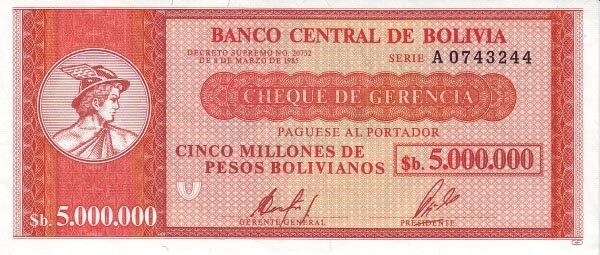 BANCO CENTRAL DE BOLIVIA
DECRETO SUPREMO NO. 20732
DE 8 DE MARZO DE 1985
SERIE A 0743244
CHEQUE DE GERENCIA
PAGUESE AL PORTADOR
CINCO MILLONES DE
PESOS BOLIVIANOS
$b. 5.000.000
$b. 5.000.000
GERENTE GENERAL
PRESIDENTE